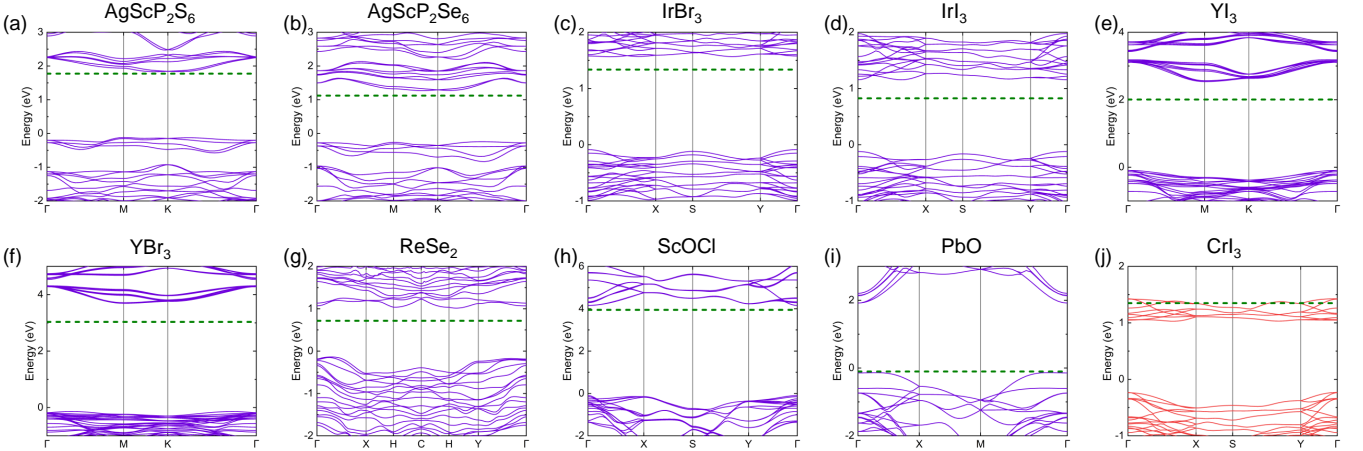 (a) AgScP₂S₆
3
2
1
0
-1
-2
Energy (eV)
Γ M K Γ
(b) AgScP₂Se₆
3
2
1
0
-1
-2
Energy (eV)
Γ M K Γ
(c) IrBr₃
2
1
0
-1
Energy (eV)
Γ X S Y Γ
(d) IrI₃
2
1
0
-1
Energy (eV)
Γ X S Y Γ
(e) YI₃
4
2
0
Energy (eV)
Γ M K Γ
(f) YBr₃
4
2
0
Energy (eV)
Γ M K Γ
(g) ReSe₂
2
1
0
-1
-2
Energy (eV)
Γ X H C H Y Γ
(h) ScOCl
6
4
2
0
-2
Energy (eV)
Γ X S Y Γ
(i) PbO
2
0
-2
Energy (eV)
Γ X M Γ
(j) CrI₃
2
1
0
-1
Energy (eV)
Γ X S Y Γ